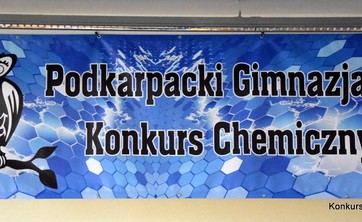 Podkarpacki Gimnazja
Konkurs Chemiczny
Konkurs